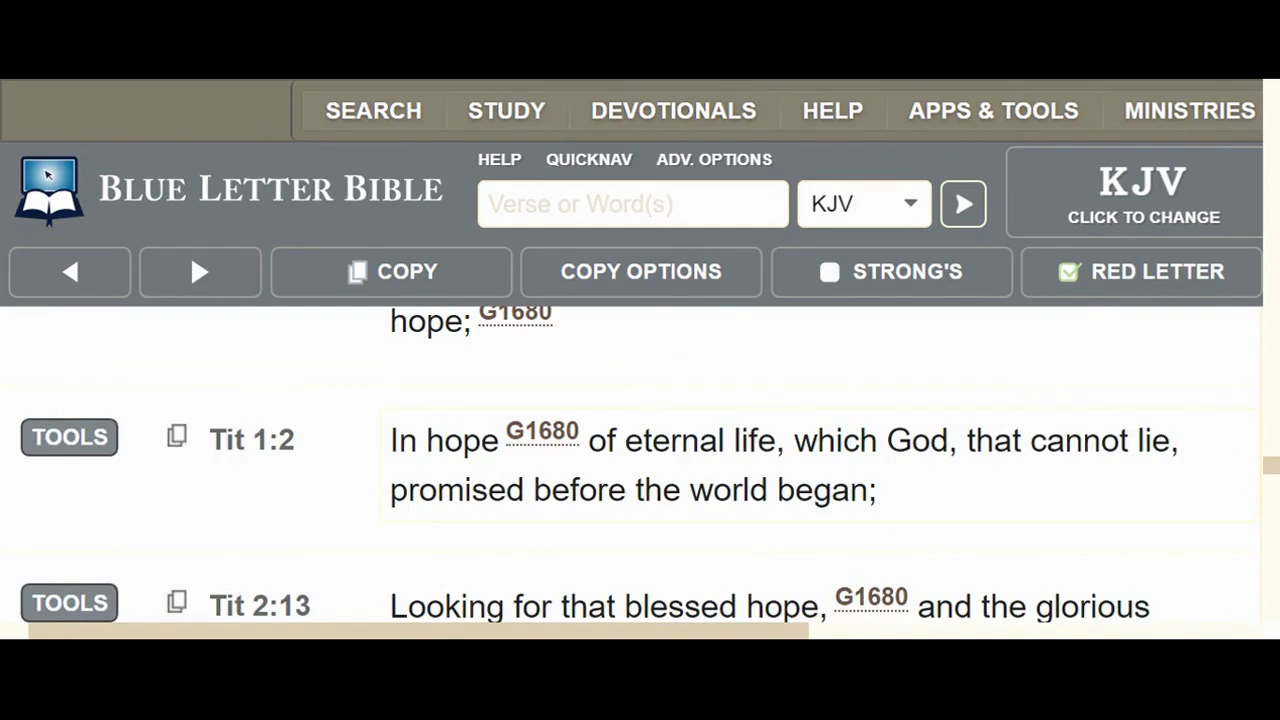 SEARCH STUDY DEVOTIONALS HELP APPS & TOOLS MINISTRIES
HELP QUICKNAV ADV. OPTIONS
BLUE LETTER BIBLE
Verse or Word(s) KJV
KJV
CLICK TO CHANGE
COPY COPY OPTIONS STRONG'S RED LETTER
hope; G1680
TOOLS Tit 1:2 In hope G1680 of eternal life, which God, that cannot lie,
promised before the world began;
TOOLS Tit 2:13 Looking for that blessed hope, G1680 and the glorious